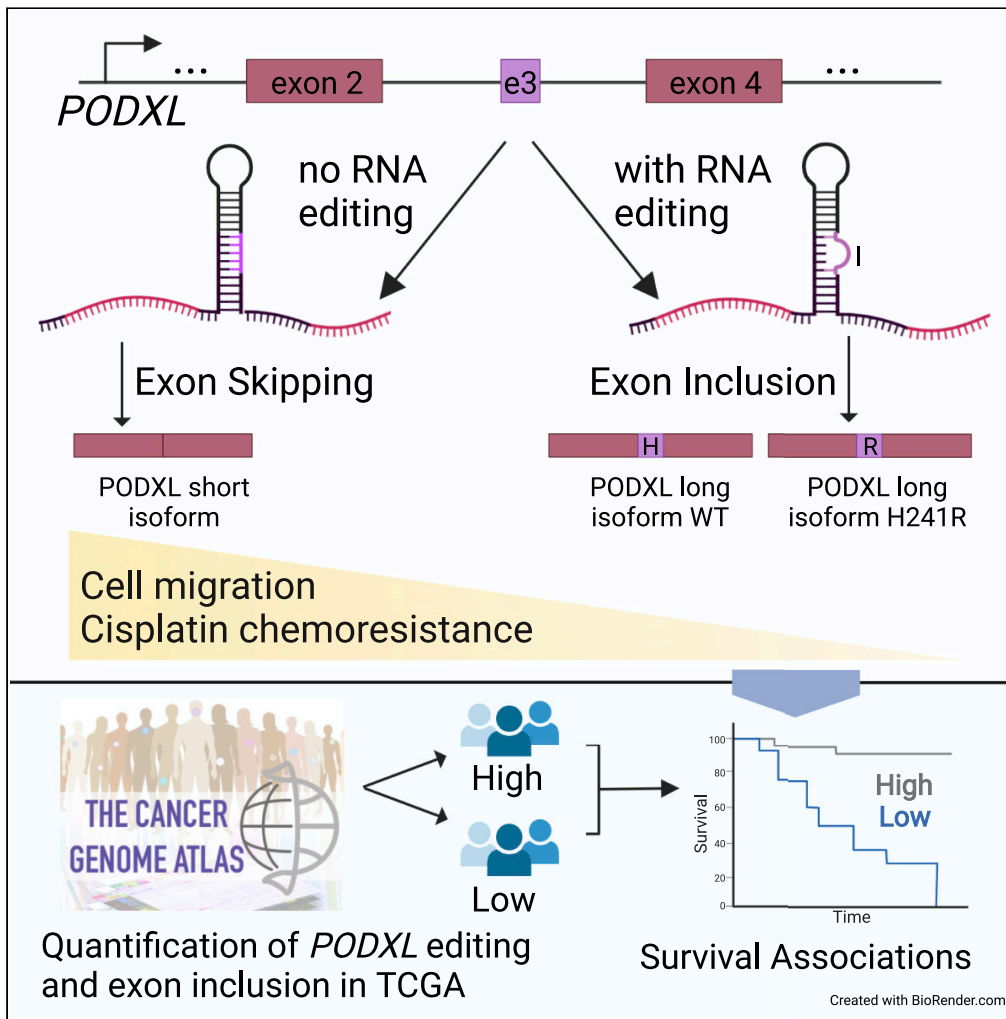 ... exon 2 e3 exon 4 ...
PODXL
no RNA
editing
with RNA
editing
I
Exon Skipping
Exon Inclusion
H
R
PODXL short
isoform
PODXL long
isoform WT
PODXL long
isoform H241R
Cell migration
Cisplatin chemoresistance
THE CANCER
GENOME ATLAS
High
Low
100
80
60
40
20
0
Survival
High
Low
Time
Quantification of PODXL editing
and exon inclusion in TCGA
Survival Associations
Created with BioRender.com